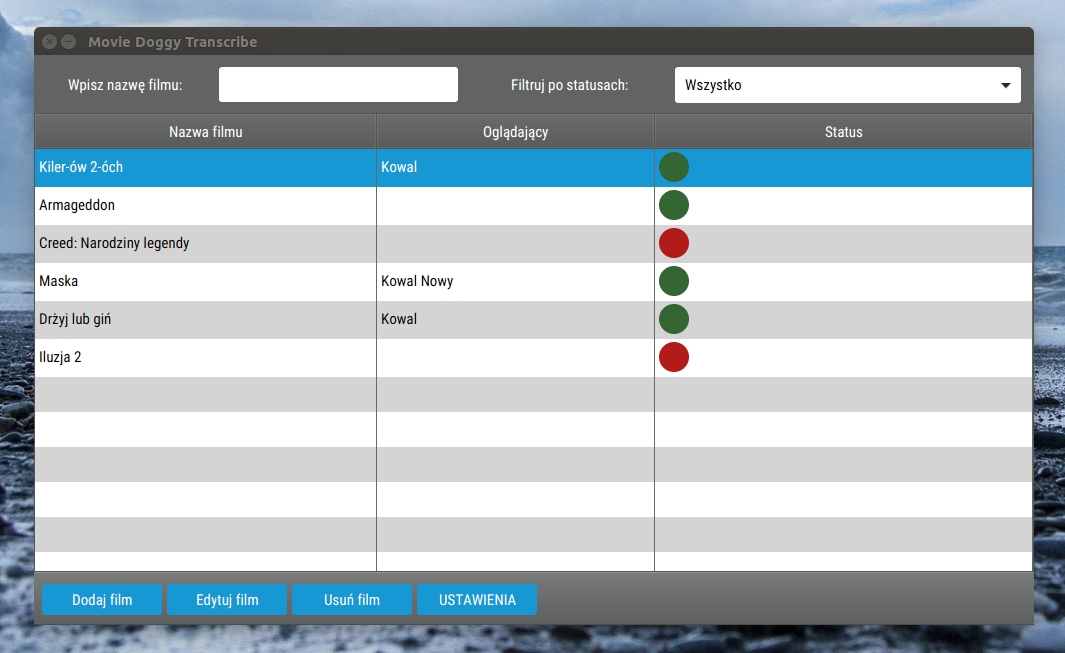 Movie Doggy Transcribe
Wpisz nazwę filmu: Filtruj po statusach: Wszystko
Nazwa filmu Oglądający Status
Kiler-ów 2-óch Kowal
Armageddon
Creed: Narodziny legendy
Maska Kowal Nowy
Drżyj lub giń Kowal
Iluzja 2
Dodaj film Edytuj film Usuń film USTAWIENIA